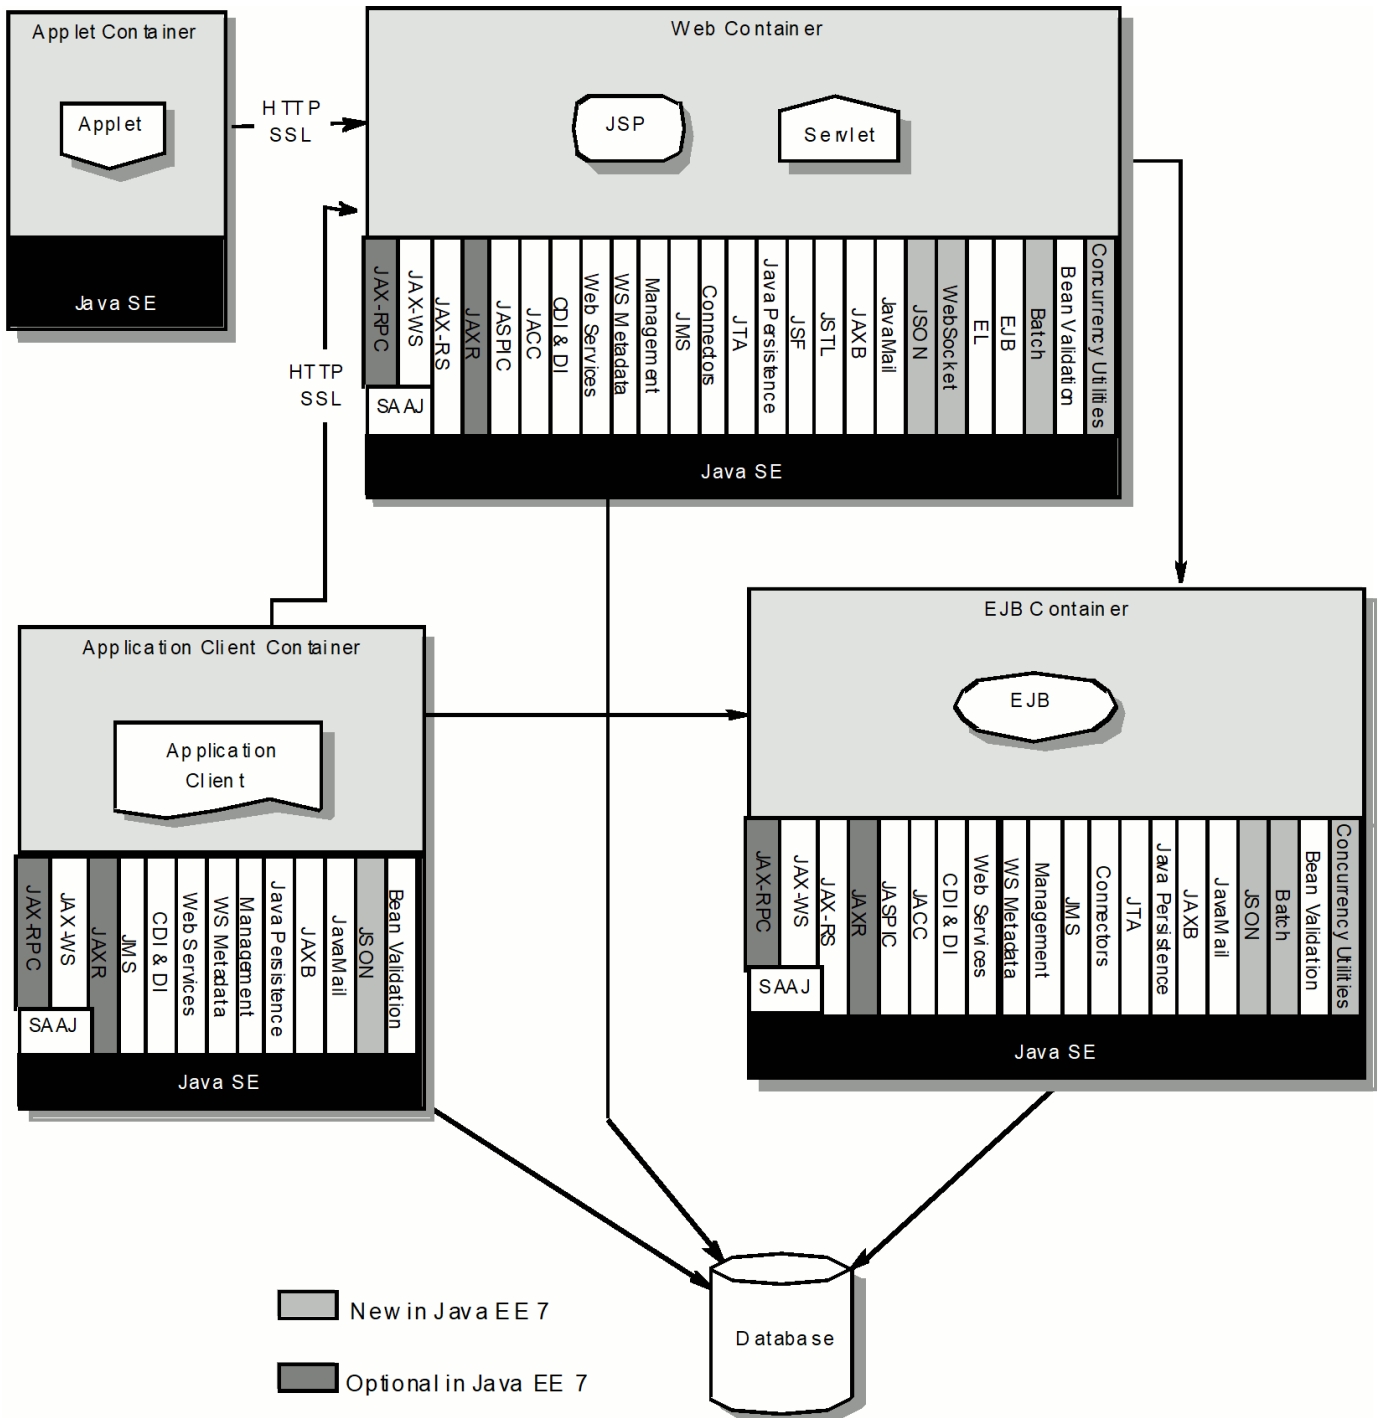 Applet Container
Applet
Java SE
HTTP
SSL
Web Container
JSP
Servlet
JAX-RPC
JAX-WS
SAAJ
JAX-RS
JAXR
JASPIC
JACC
CDI & DI
Web Services
WS Metadata
Management
JMS
Connectors
JTA
Java Persistence
JSF
JSTL
JAXB
JavaMail
JSON
WebSocket
EL
EJB
Batch
Bean Validation
Concurrency Utilities
Java SE
HTTP
SSL
Application Client Container
Application
Client
JAX-RPC
JAX-WS
SAAJ
JAXR
JMS
CDI & DI
Web Services
WS Metadata
Management
Java Persistence
JAXB
JavaMail
JSON
Bean Validation
Java SE
EJB Container
EJB
JAX-RPC
JAX-WS
SAAJ
JAX-RS
JAXR
JASPIC
JACC
CDI & DI
Web Services
WS Metadata
Management
JMS
Connectors
JTA
Java Persistence
JAXB
JavaMail
JSON
Batch
Bean Validation
Concurrency Utilities
Java SE
Database
New in Java EE 7
Optional in Java EE 7